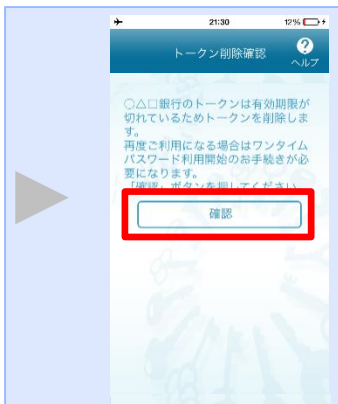 21:30
12%
トークン削除確認
?
ヘルプ
○△□銀行のトークンは有効期限が
切れているためトークンを削除しま
す。
再度ご利用になる場合はワンタイム
パスワード利用開始のお手続きが必
要になります。
「確認」ボタンを押してください。
確認